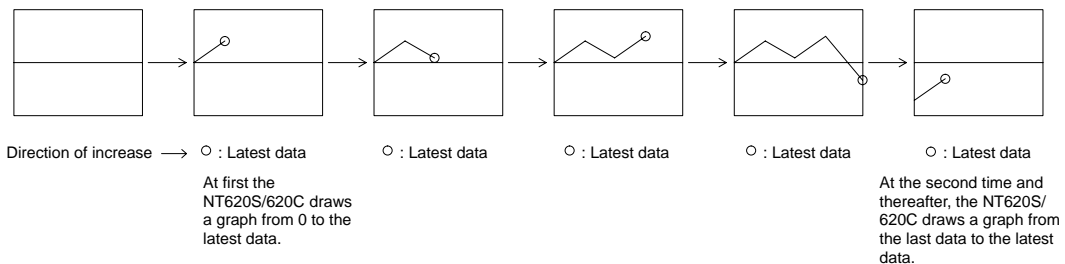 Direction of increase → ○ : Latest data ○ : Latest data ○ : Latest data ○ : Latest data ○ : Latest data
At first the
NT620S/620C draws
a graph from 0 to the
latest data.
At the second time and
thereafter, the NT620S/
620C draws a graph from
the last data to the latest
data.